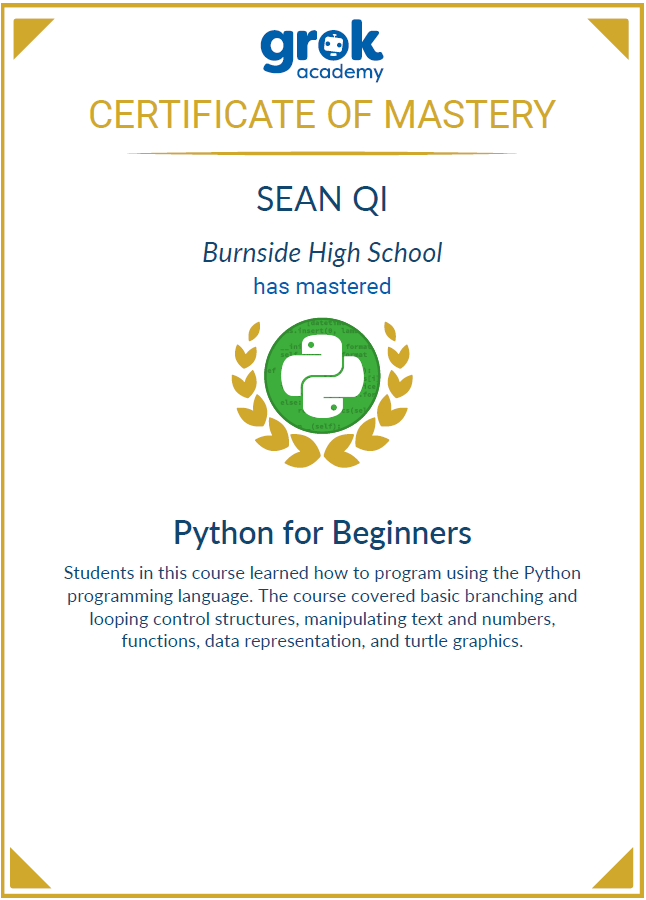 grok
academy
CERTIFICATE OF MASTERY
SEAN QI
Burnside High School
has mastered
Python for Beginners
Students in this course learned how to program using the Python
programming language. The course covered basic branching and
looping control structures, manipulating text and numbers,
functions, data representation, and turtle graphics.